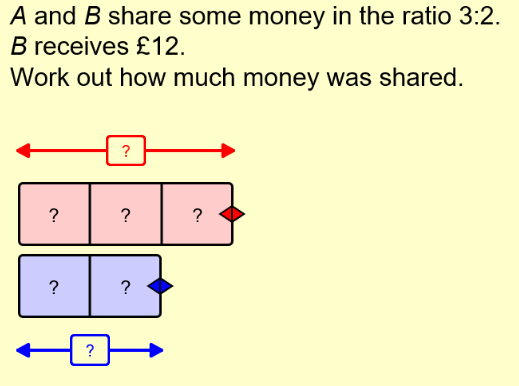 A and B share some money in the ratio 3:2.
B receives £12.
Work out how much money was shared.
?
? ? ?
? ?
?